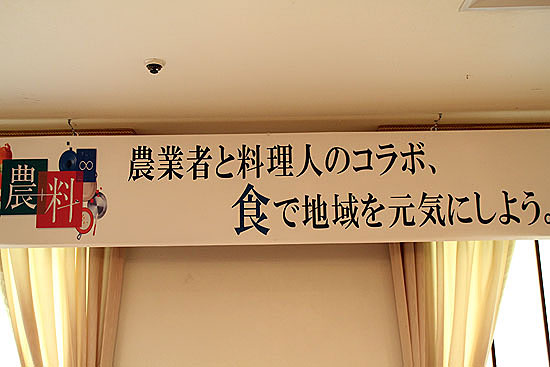 農料
農業者と料理人のコラボ、
食で地域を元気にしよう。